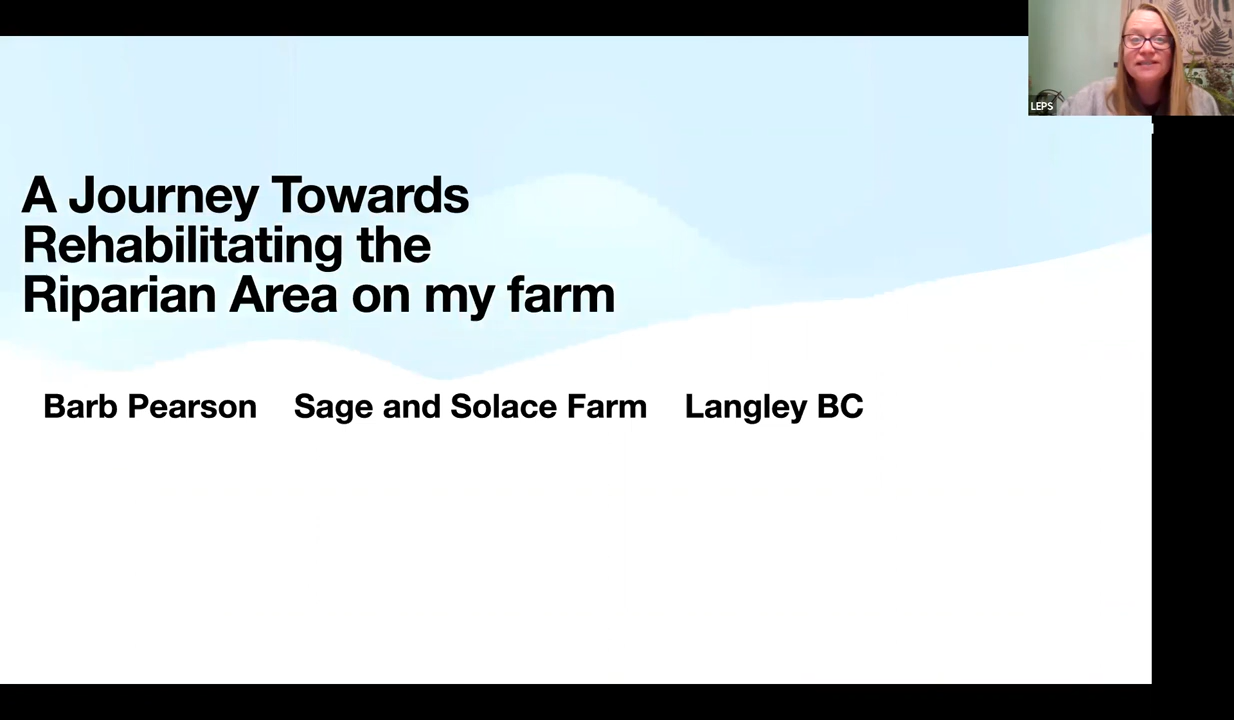 LEPS
A Journey Towards
Rehabilitating the
Riparian Area on my farm
Barb Pearson Sage and Solace Farm Langley BC